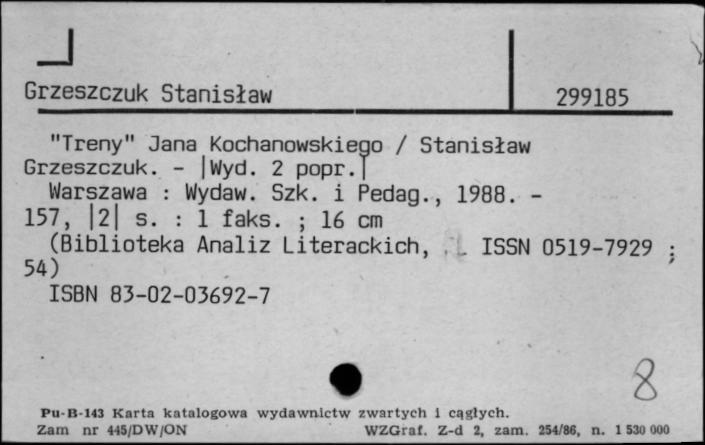 Grzeszczuk Stanisław 299185
"Treny" Jana Kochanowskiego / Stanisław
Grzeszczuk. - |Wyd. 2 popr.|
Warszawa : Wydaw. Szk. i Pedag., 1988. -
157, |2| s. : 1 faks. ; 16 cm
(Biblioteka Analiz Literackich, ISSN 0519-7929 ;
54)
ISBN 83-02-03692-7
8
Pu-B-143 Karta katalogowa wydawnictw zwartych i cągłych.
Zam nr 445/DW/ON WZGraf. Z-d 2, zam. 254/86, n. 1 530 000